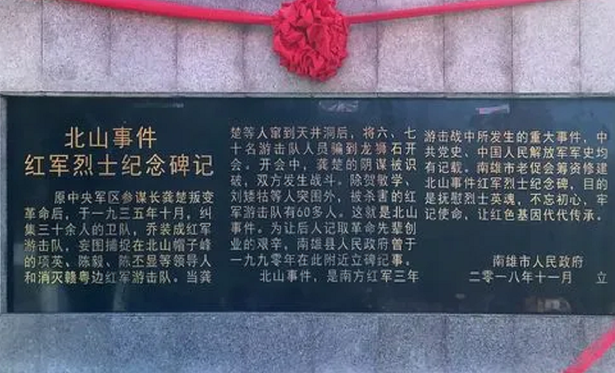 北山事件
红军烈士纪念碑记
原中央军区参谋长龚楚叛变
革命后，于一九三五年十月，纠
集三十余人的卫队，乔装成红军
游击队，妄图捕捉在北山帽子峰
的项英、陈毅、陈丕显等领导人
和消灭赣粤边红军游击队。当龚
楚等人窜到天井洞后，将六、七
十名游击队人员骗到龙狮石开
会。开会中，龚楚的阴谋被识
破，双方发生战斗。除贺敏学、
刘矮牯等人突围外，被杀害的红
军游击队有60多人。这就是北山
事件。为让后人记取革命先辈创
业的艰辛，南雄县人民政府曾于
一九九零年在此附近立碑纪事。
北山事件，是南方红军三年
游击战中所发生的重大事件，中
共党史、中国人民解放军军史均
有记载。南雄市老促会筹资修建
北山事件红军烈士纪念碑，目的
是抚慰烈士英魂，不忘初心，牢
记使命，让红色基因代代传承。
南雄市人民政府
二零一八年十一月 立